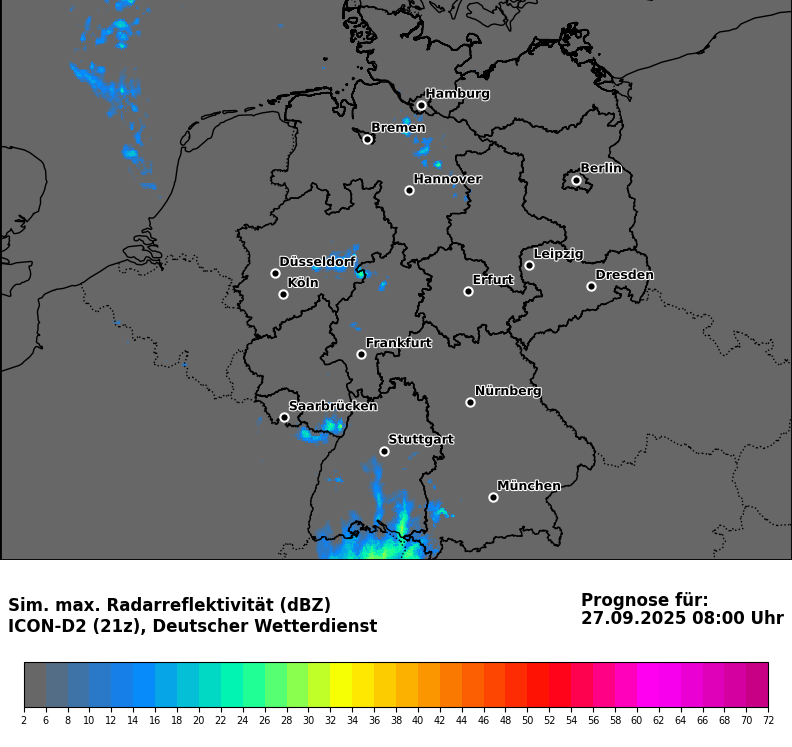 Hamburg
Bremen
Berlin
Hannover
Leipzig
Düsseldorf
Dresden
Köln
Erfurt
Frankfurt
Nürnberg
Saarbrücken
Stuttgart
München
Sim. max. Radarreflektivität (dBZ)
ICON-D2 (21z), Deutscher Wetterdienst
Prognose für:
27.09.2025 08:00 Uhr
2 6 8 10 12 14 16 18 20 22 24 26 28 30 32 34 36 38 40 42 44 46 48 50 52 54 56 58 60 62 64 66 68 70 72